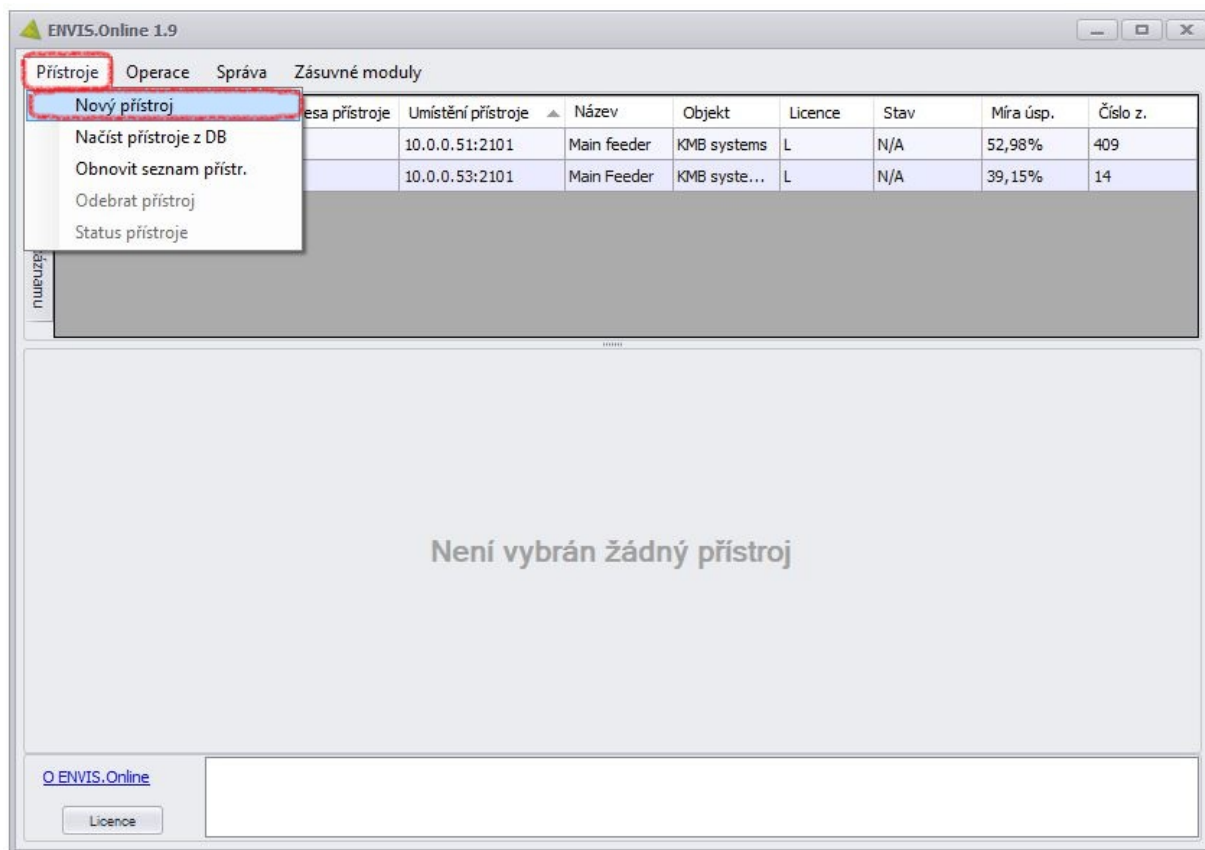 ENVIS.Online 1.9
Přístroje Operace Správa Zásuvné moduly
Nový přístroj
Načíst přístroje z DB
Obnovit seznam přístr.
Odebrat přístroj
Status přístroje
esa přístroje Umístění přístroje Název Objekt Licence Stav Míra úsp. Číslo z.
10.0.0.51:2101 Main feeder KMB systems L N/A 52,98% 409
10.0.0.53:2101 Main Feeder KMB syste... L N/A 39,15% 14
áznamu
Není vybrán žádný přístroj
O ENVIS.Online
Licence